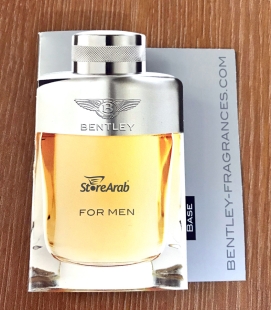 B
BENTLEY
StoreArab®
FOR MEN
BASE
BENTLEY-FRAGRANCES.COM